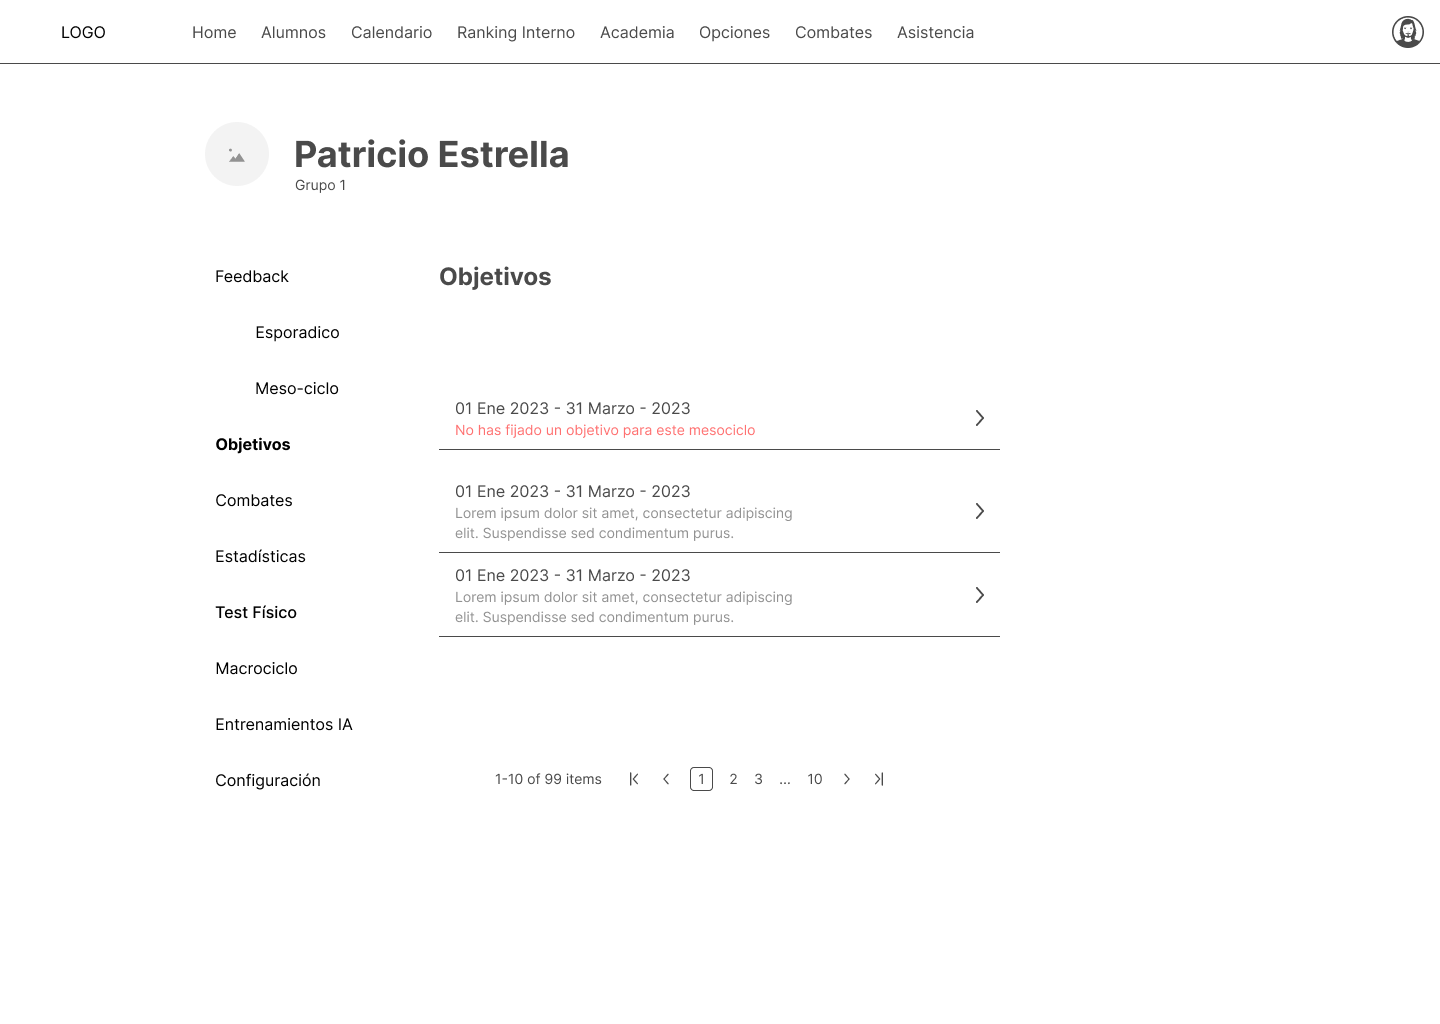 LOGO
Home Alumnos Calendario Ranking Interno Academia Opciones Combates Asistencia
Patricio Estrella
Grupo 1
Feedback
Esporadico
Meso-ciclo
Objetivos
Combates
Estadísticas
Test Físico
Macrociclo
Entrenamientos IA
Configuración
Objetivos
01 Ene 2023 - 31 Marzo - 2023
No has fijado un objetivo para este mesociclo
01 Ene 2023 - 31 Marzo - 2023
Lorem ipsum dolor sit amet, consectetur adipiscing
elit. Suspendisse sed condimentum purus.
01 Ene 2023 - 31 Marzo - 2023
Lorem ipsum dolor sit amet, consectetur adipiscing
elit. Suspendisse sed condimentum purus.
1-10 of 99 items 1 2 3 ... 10